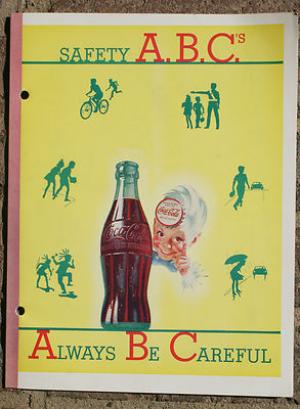 SAFETY A.B.C.'S
Coca-Cola
Coca-Cola
ALWAYS BE CAREFUL